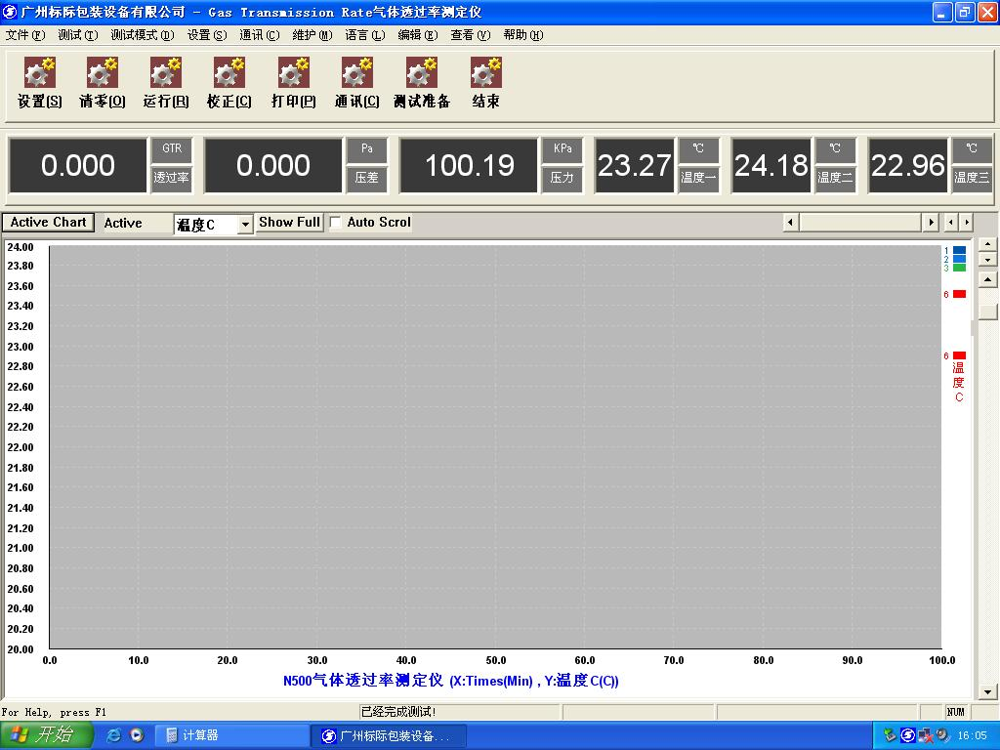 广州标际包装设备有限公司 - Gas Transmission Rate气体透过率测定仪
文件(F) 测试(T) 测试模式(D) 设置(S) 通讯(C) 维护(M) 语言(L) 编辑(E) 查看(V) 帮助(H)
设置(S) 清零(O) 运行(R) 校正(C) 打印(P) 通讯(C) 测试准备 结束
0.000 GTR 透过率 0.000 Pa 压差 100.19 KPa 压力 23.27 ℃ 温度一 24.18 ℃ 温度二 22.96 ℃ 温度三
Active Chart Active 温度C Show Full Auto Scrol
24.00
23.80
23.60
23.40
23.20
23.00
22.80
22.60
22.40
22.20
22.00
21.80
21.60
21.40
21.20
21.00
20.80
20.60
20.40
20.20
20.00
1
2
3
6
6
温
度
C
0.0 10.0 20.0 30.0 40.0 50.0 60.0 70.0 80.0 90.0 100.0
N500气体透过率测定仪 (X:Times(Min) , Y:温度C(C))
For Help, press F1 已经完成测试! NUM
开始 计算器 广州标际包装设备... 16:05